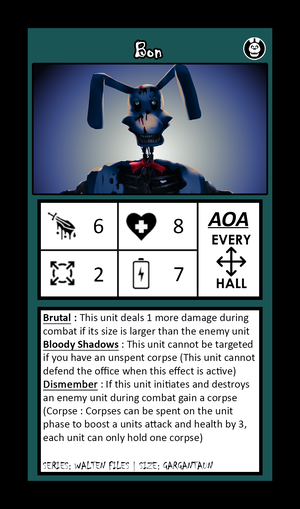 Bon
6
8
AOA
EVERY
2
7
HALL
Brutal : This unit deals 1 more damage during
combat if its size is larger than the enemy unit
Bloody Shadows : This unit cannot be targeted
if you have an unspent corpse (This unit cannot
defend the office when this effect is active)
Dismember : If this unit initiates and destroys
an enemy unit during combat gain a corpse
(Corpse : Corpses can be spent on the unit
phase to boost a units attack and health by 3,
each unit can only hold one corpse)
SERIES: WALTEN FILES | SIZE: GARGANTAUN